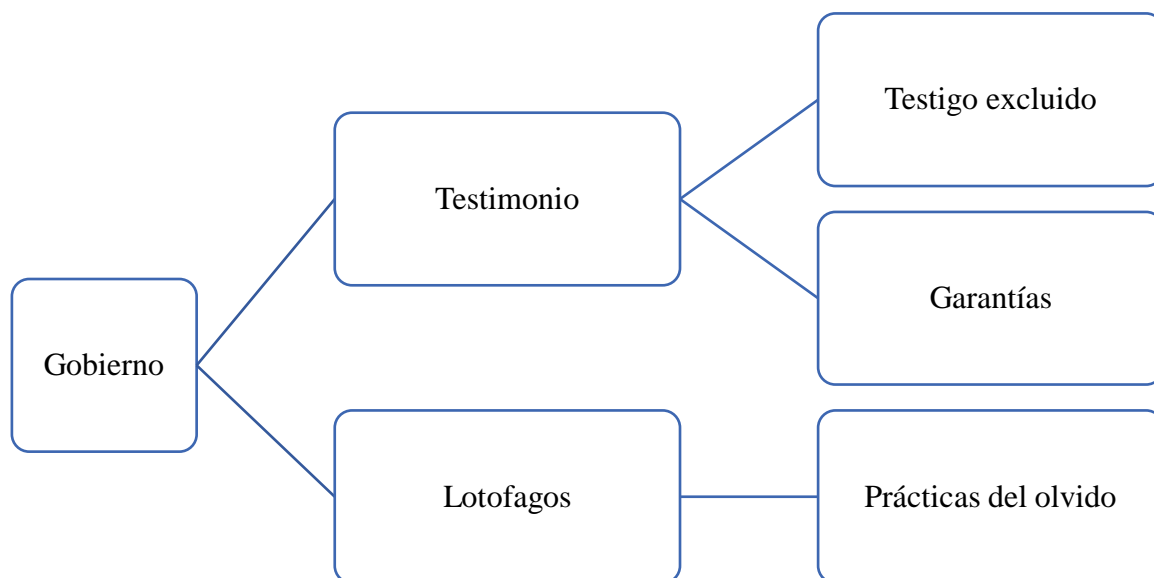 Gobierno
Testimonio
Testigo excluido
Garantías
Lotofagos
Prácticas del olvido